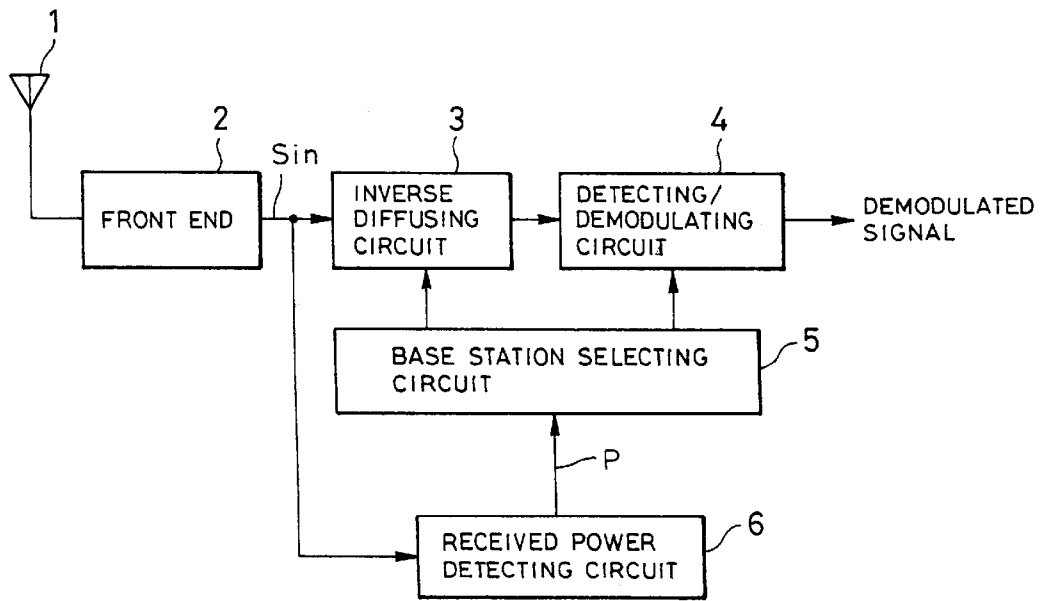 1
2
Sin
3
4
FRONT END
INVERSE
DIFFUSING
CIRCUIT
DETECTING/
DEMODULATING
CIRCUIT
DEMODULATED
SIGNAL
BASE STATION SELECTING
CIRCUIT
5
P
RECEIVED POWER
DETECTING CIRCUIT
6